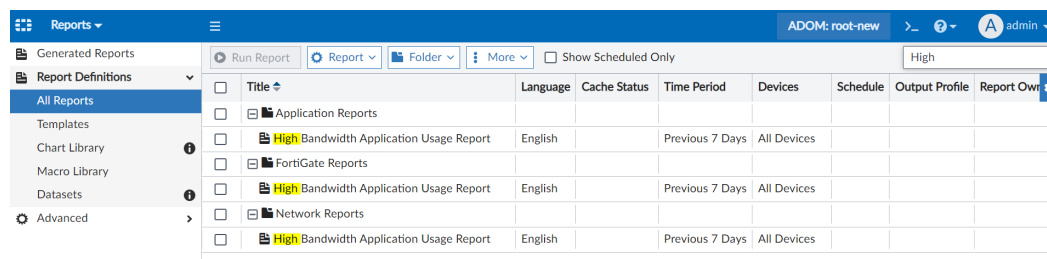 Reports ADOM: root-new >_ ? A admin
Generated Reports Run Report Report Folder More Show Scheduled Only High
Report Definitions Title Language Cache Status Time Period Devices Schedule Output Profile Report Owr
All Reports Application Reports
Templates High Bandwidth Application Usage Report English Previous 7 Days All Devices
Chart Library FortiGate Reports
Macro Library
Datasets High Bandwidth Application Usage Report English Previous 7 Days All Devices
Advanced Network Reports
High Bandwidth Application Usage Report English Previous 7 Days All Devices